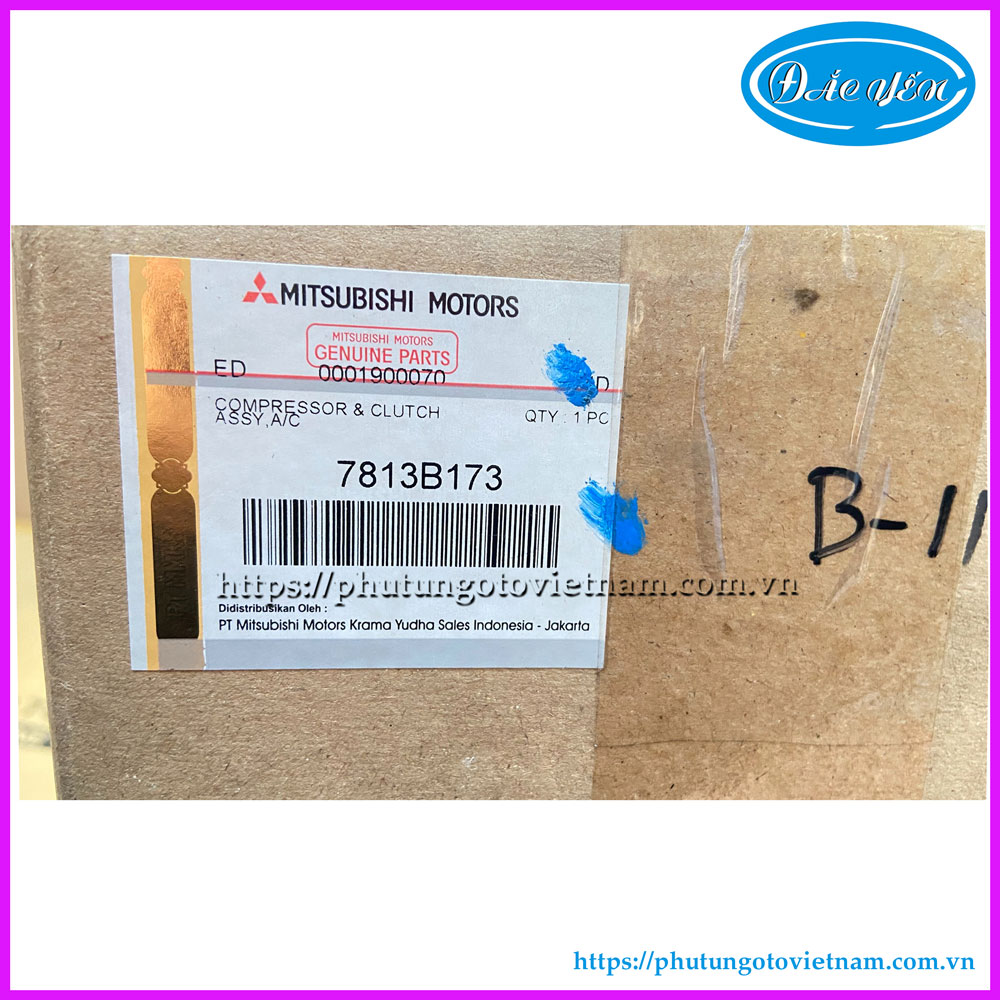 ĐẮC YẾN
MITSUBISHI MOTORS
MITSUBISHI MOTORS
GENUINE PARTS
ED 0001900070
COMPRESSOR & CLUTCH
ASSY,A/C
QTY : 1 PC
7813B173
https://phutungotovietnam.com.vn
Didistribusikan Oleh :
PT Mitsubishi Motors Krama Yudha Sales Indonesia - Jakarta
B-11
https://phutungotovietnam.com.vn